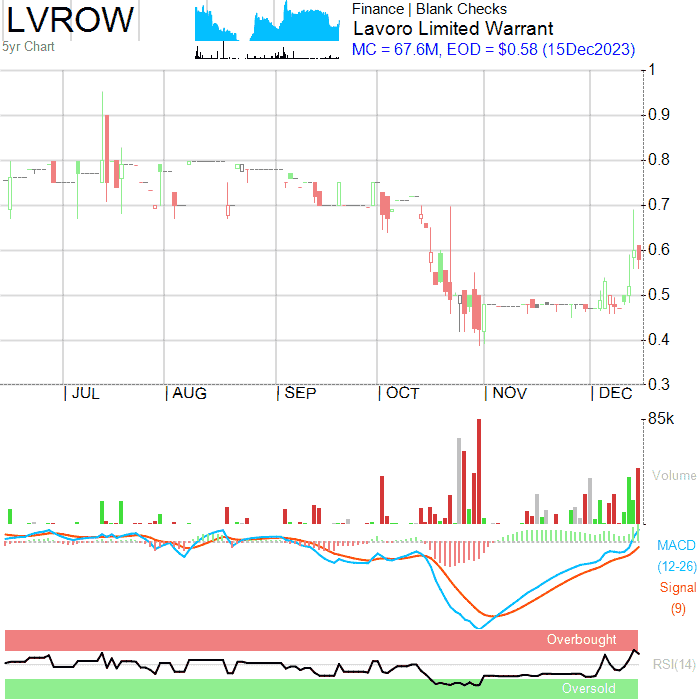 LVROW
5yr Chart
Finance | Blank Checks
Lavoro Limited Warrant
MC = 67.6M, EOD = $0.58 (15Dec2023)
1
0.9
0.8
0.7
0.6
0.5
0.4
0.3
| JUL | AUG | SEP | OCT | NOV | DEC
85k
Volume
MACD
(12-26)
Signal
(9)
Overbought
RSI(14)
Oversold